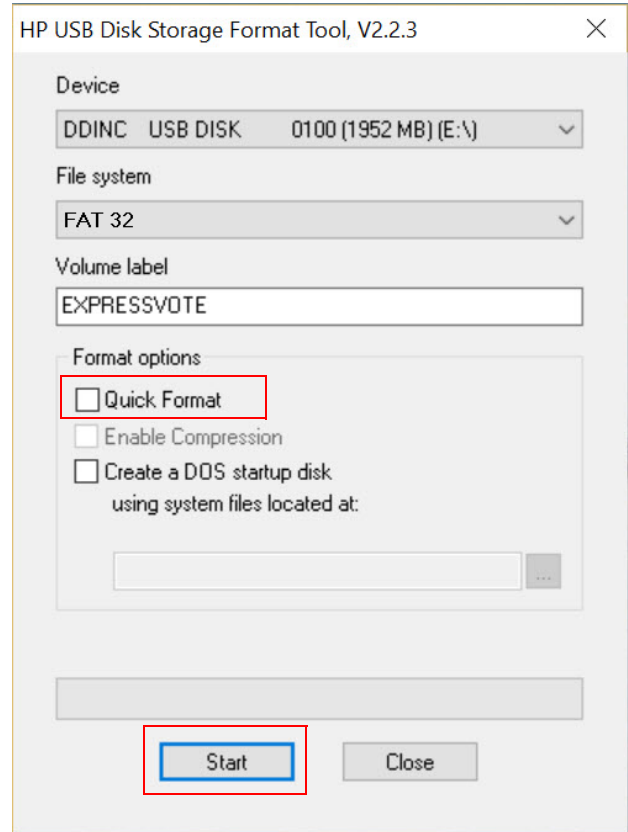 HP USB Disk Storage Format Tool, V2.2.3
Device
DDINC USB DISK 0100 (1952 MB) (E:\)
File system
FAT 32
Volume label
EXPRESSVOTE
Format options
Quick Format
Enable Compression
Create a DOS startup disk
using system files located at:
...
Start Close